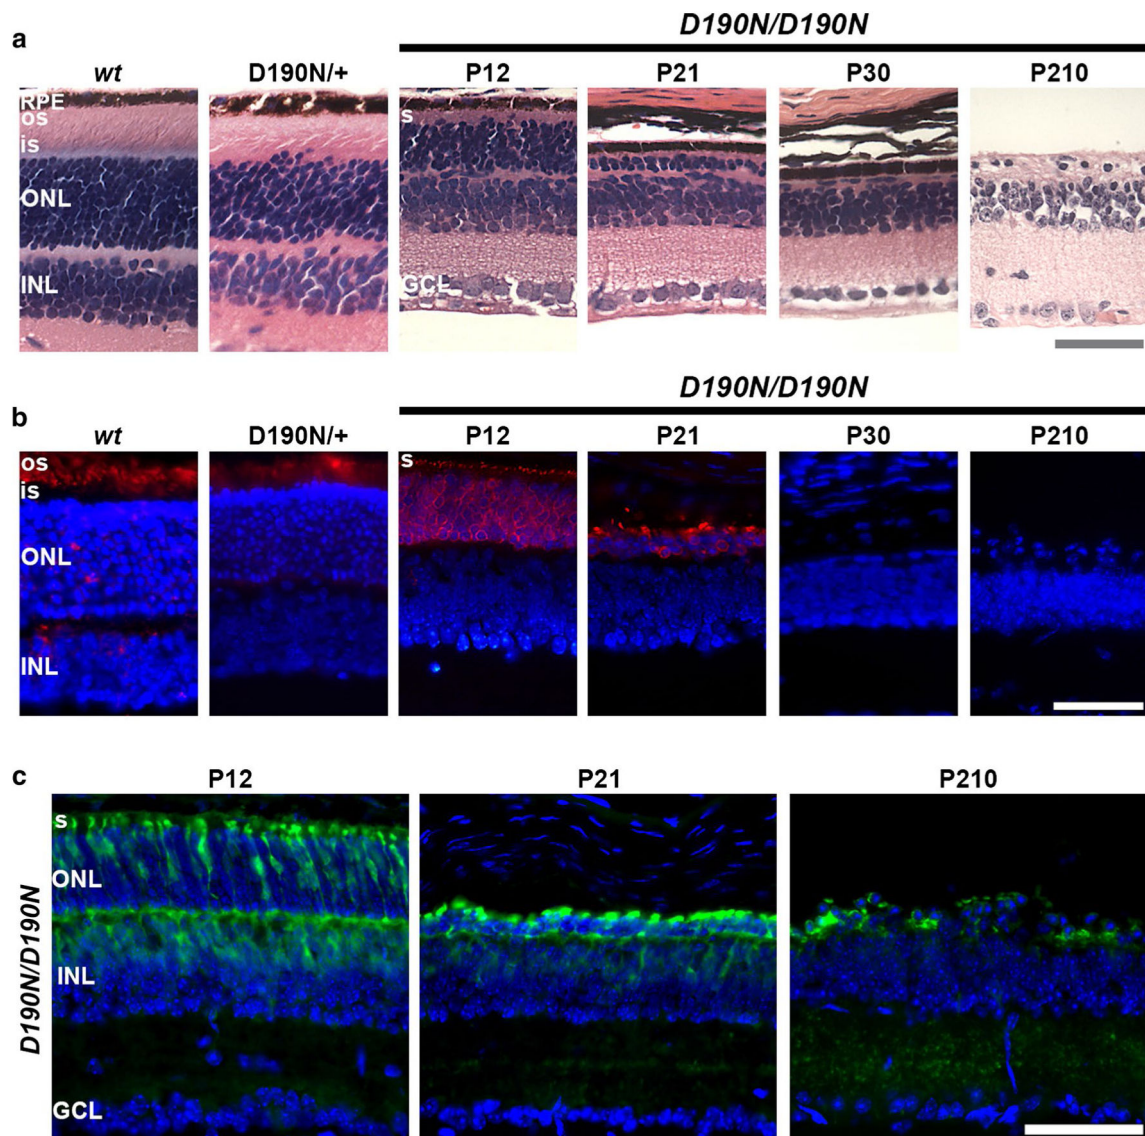 a
D190N/D190N
wt D190N/+ P12 P21 P30 P210
RPE
os
is
ONL
INL
s
GCL
b
D190N/D190N
wt D190N/+ P12 P21 P30 P210
os
is
ONL
INL
s
c
P12 P21 P210
D190N/D190N
s
ONL
INL
GCL